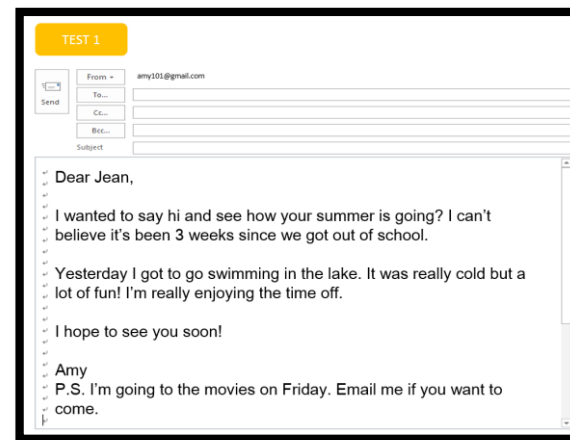 TEST 1
Send
From
amy101@gmail.com
To...
Cc...
Bcc...
Subject
Dear Jean,
I wanted to say hi and see how your summer is going? I can't
believe it's been 3 weeks since we got out of school.
Yesterday I got to go swimming in the lake. It was really cold but a
lot of fun! I'm really enjoying the time off.
I hope to see you soon!
Amy
P.S. I'm going to the movies on Friday. Email me if you want to
come.